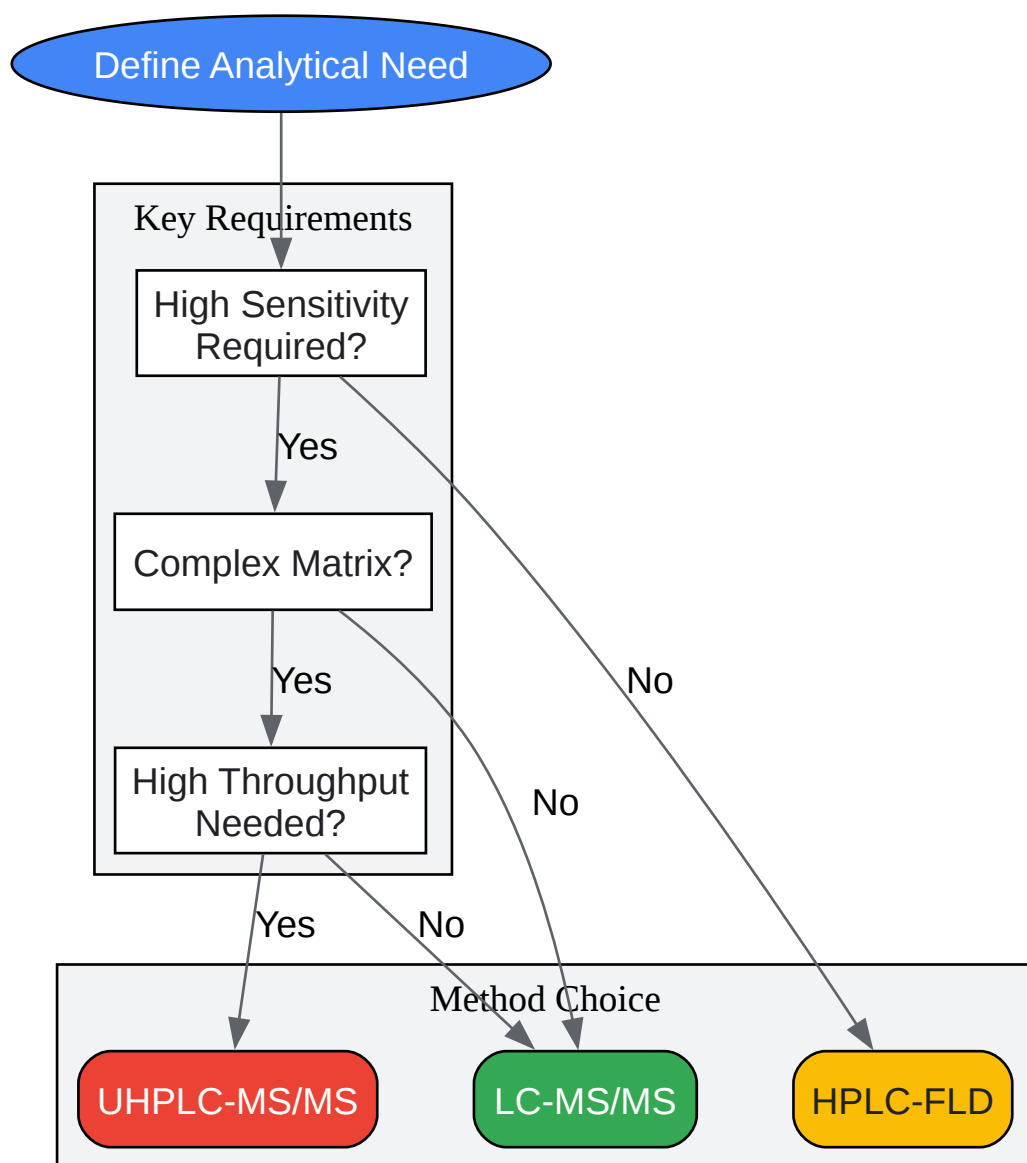 Define Analytical Need
Key Requirements
High Sensitivity
Required?
Yes
Complex Matrix?
Yes
No
High Throughput
Needed?
No
Yes
No
Method Choice
UHPLC-MS/MS
LC-MS/MS
HPLC-FLD